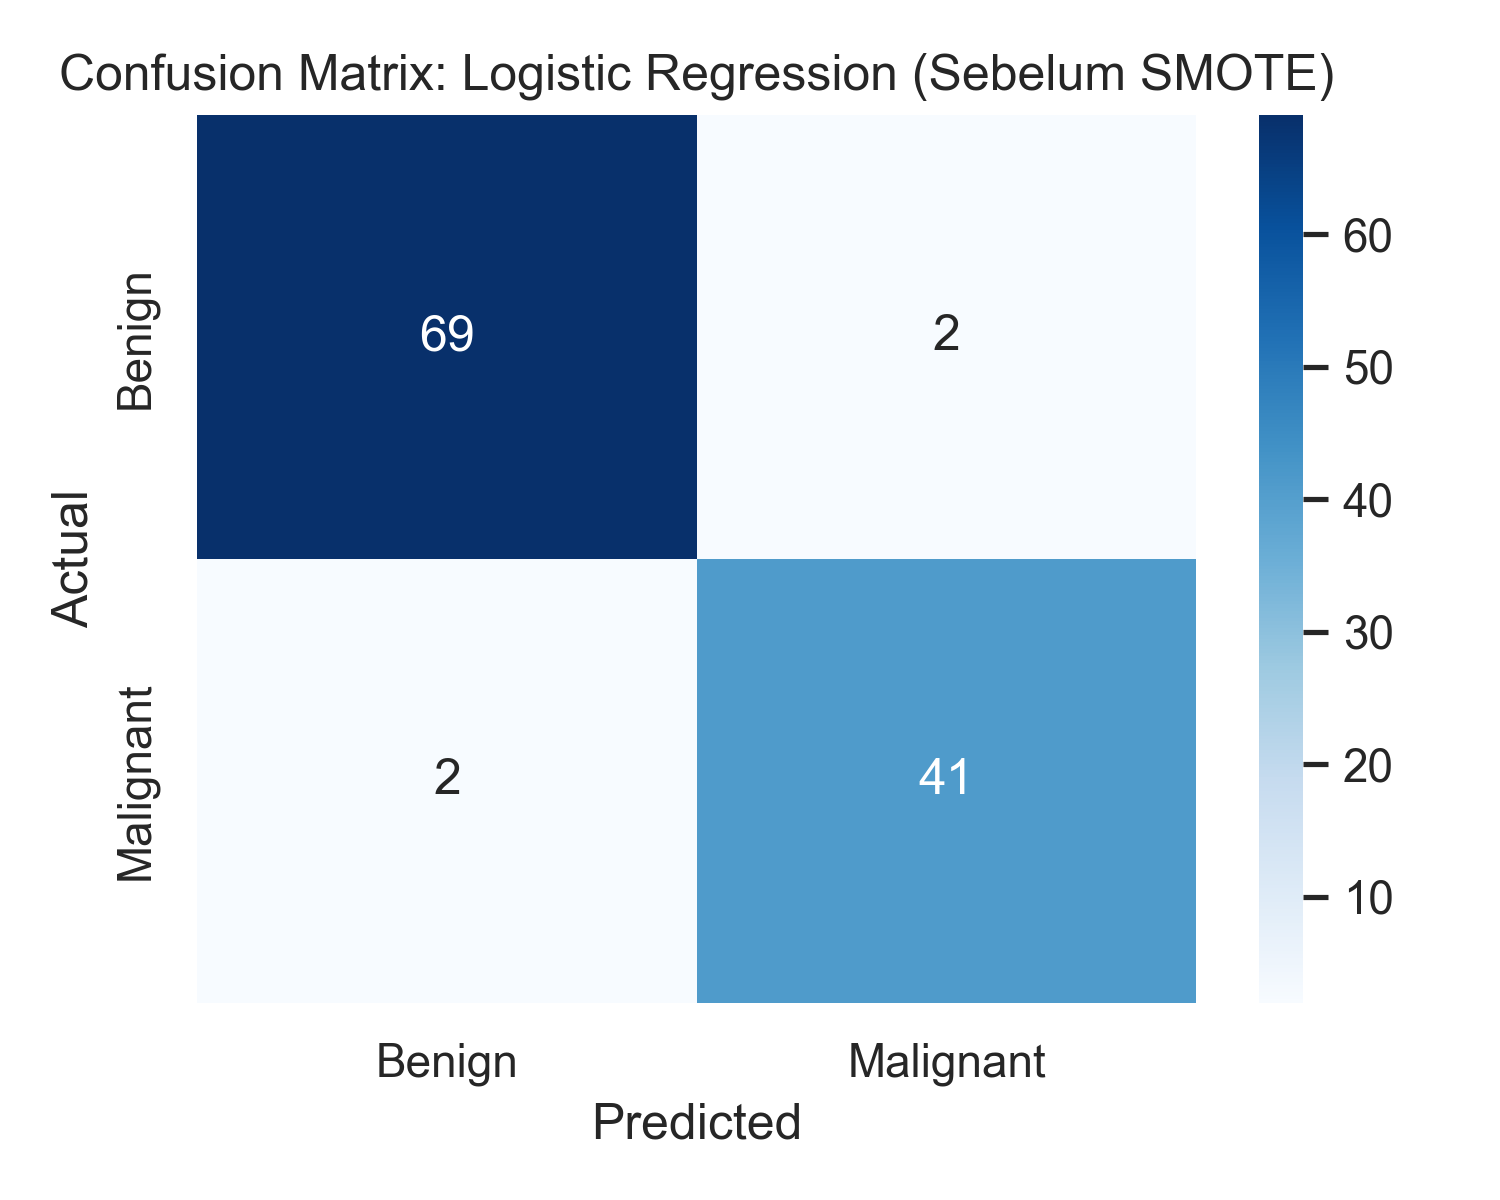 Confusion Matrix: Logistic Regression (Sebelum SMOTE)
Actual
Benign
69
2
Malignant
2
41
Benign
Malignant
Predicted
60
50
40
30
20
10